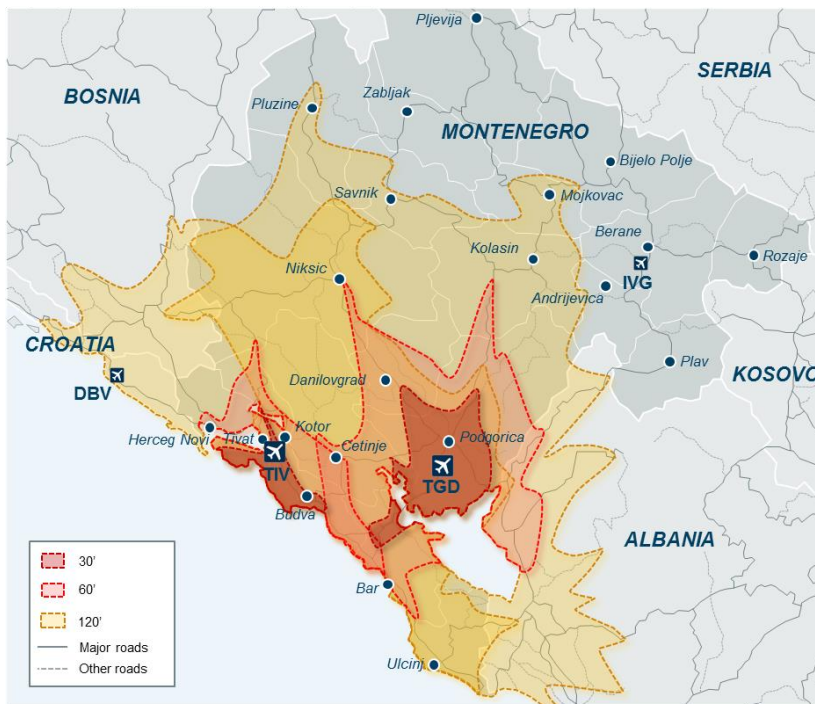 Pljevija
SERBIA
BOSNIA
Zabljak
Pluzine
MONTENEGRO
Bijelo Polje
Savnik
Mojkovac
Berane
Kolasin
Rozaje
Niksic
IVG
Andrijevica
CROATIA
Plav
KOSOVO
DBV
Danilovgrad
Herceg Novi
Tivat
Kotor
Podgorica
Cetinje
TIV
TGD
Budva
ALBANIA
30'
60'
Bar
120'
Major roads
Other roads
Ulcinj